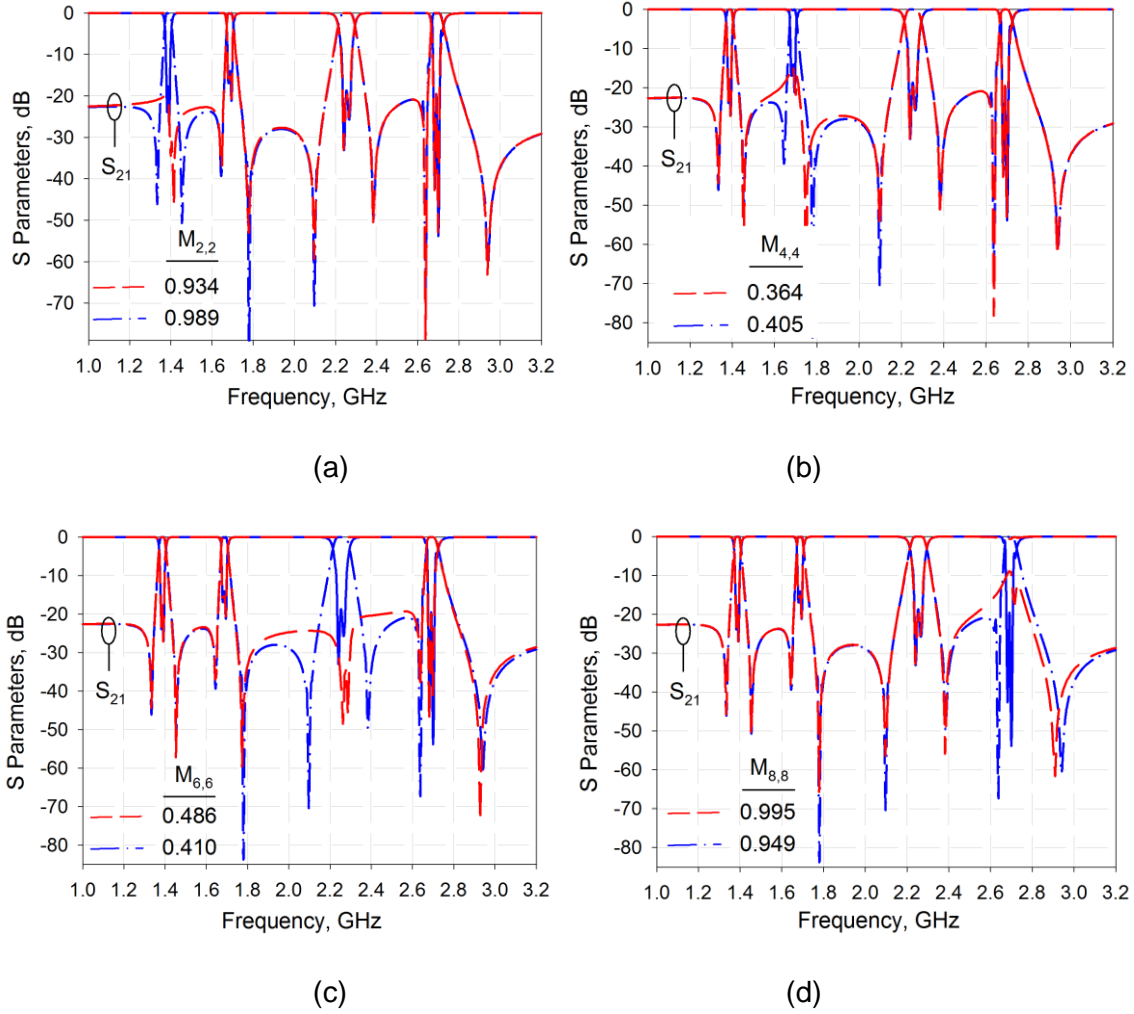 S Parameters, dB
0
-10
-20
-30
-40
-50
-60
-70
S21
M2,2
0.934
0.989
1.0 1.2 1.4 1.6 1.8 2.0 2.2 2.4 2.6 2.8 3.0 3.2
Frequency, GHz
(a)
S Parameters, dB
0
-10
-20
-30
-40
-50
-60
-70
-80
S21
M4,4
0.364
0.405
1.0 1.2 1.4 1.6 1.8 2.0 2.2 2.4 2.6 2.8 3.0 3.2
Frequency, GHz
(b)
S Parameters, dB
0
-10
-20
-30
-40
-50
-60
-70
-80
S21
M6,6
0.486
0.410
1.0 1.2 1.4 1.6 1.8 2.0 2.2 2.4 2.6 2.8 3.0 3.2
Frequency, GHz
(c)
S Parameters, dB
0
-10
-20
-30
-40
-50
-60
-70
-80
S21
M8,8
0.995
0.949
1.0 1.2 1.4 1.6 1.8 2.0 2.2 2.4 2.6 2.8 3.0 3.2
Frequency, GHz
(d)